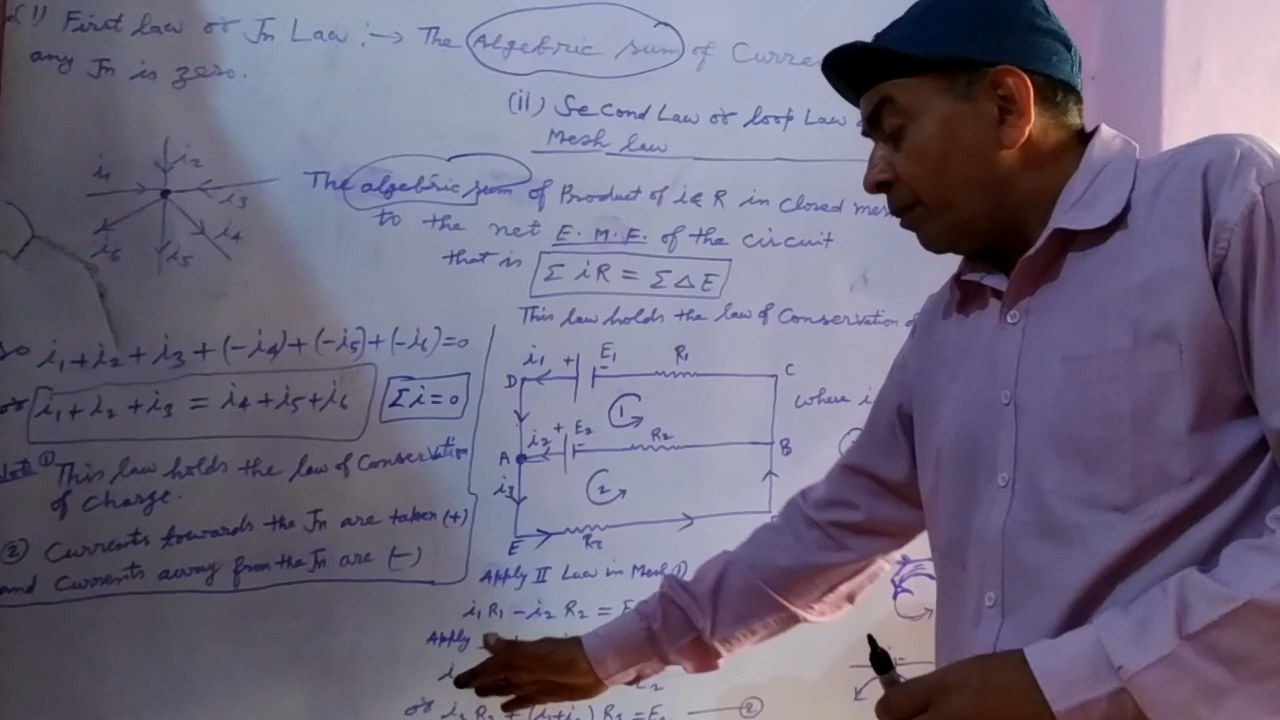 (1) First law or Jn Law :→ The Algebric sum of Curre
any Jn is zero.
(ii) Second Law or loop Law
Mesh law
The algebric sum of Product of i & R in closed mes
to the net E.M.F. of the circuit
that is Σ iR = Σ ΔE
This law holds the law of Conservation of
i1 i2 i3 i4 i5 i6
so i1 + i2 + i3 + (-i4) + (-i5) + (-i6) = 0
or i1 + i2 + i3 = i4 + i5 + i6 Σi = 0
Note ① This law holds the law of Conservation
of Charge.
② Currents towards the Jn are taken (+)
and Currents away from the Jn are (-)
i1 + E1 - R1
D C
where i
1
i2 + E2 - R2
A B
i3 2
E R3
Apply II Law in Mesh 1)
i1 R1 - i2 R2 = E
Apply
i
or i2 R2 + (i1+i2) R3 = E2 ②